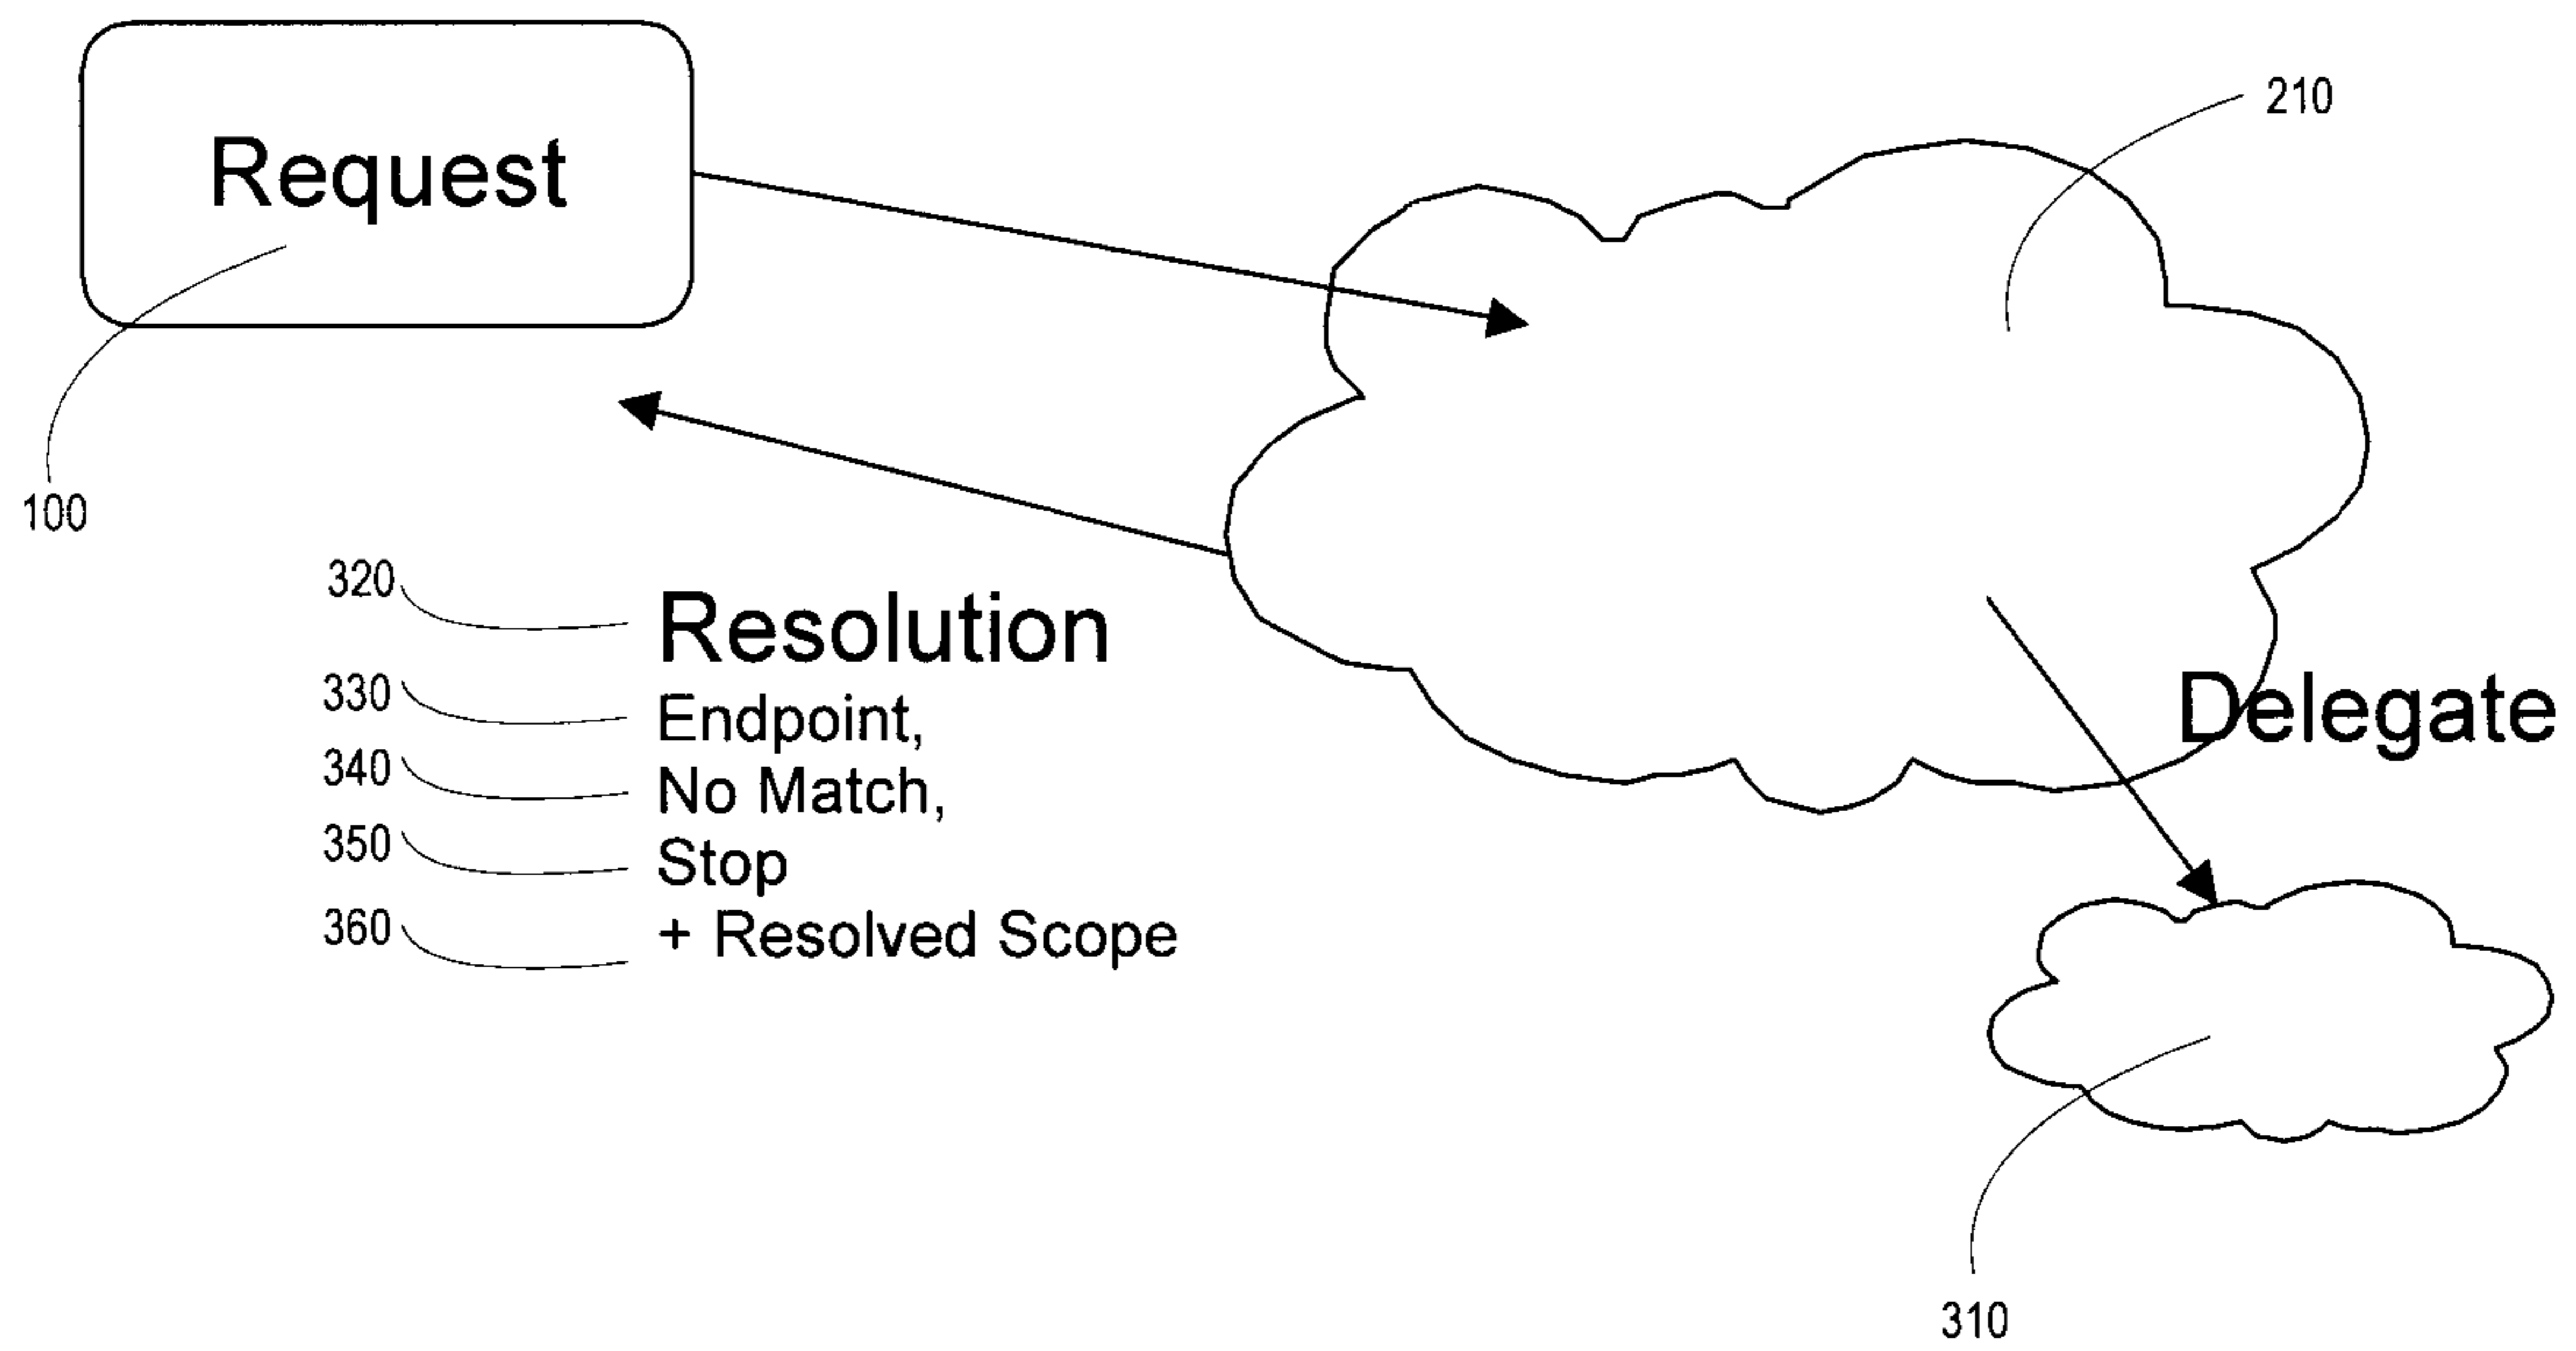 210
Request
100
320
Resolution
330
Endpoint,
Delegate
340
No Match,
350
Stop
360
+ Resolved Scope
310